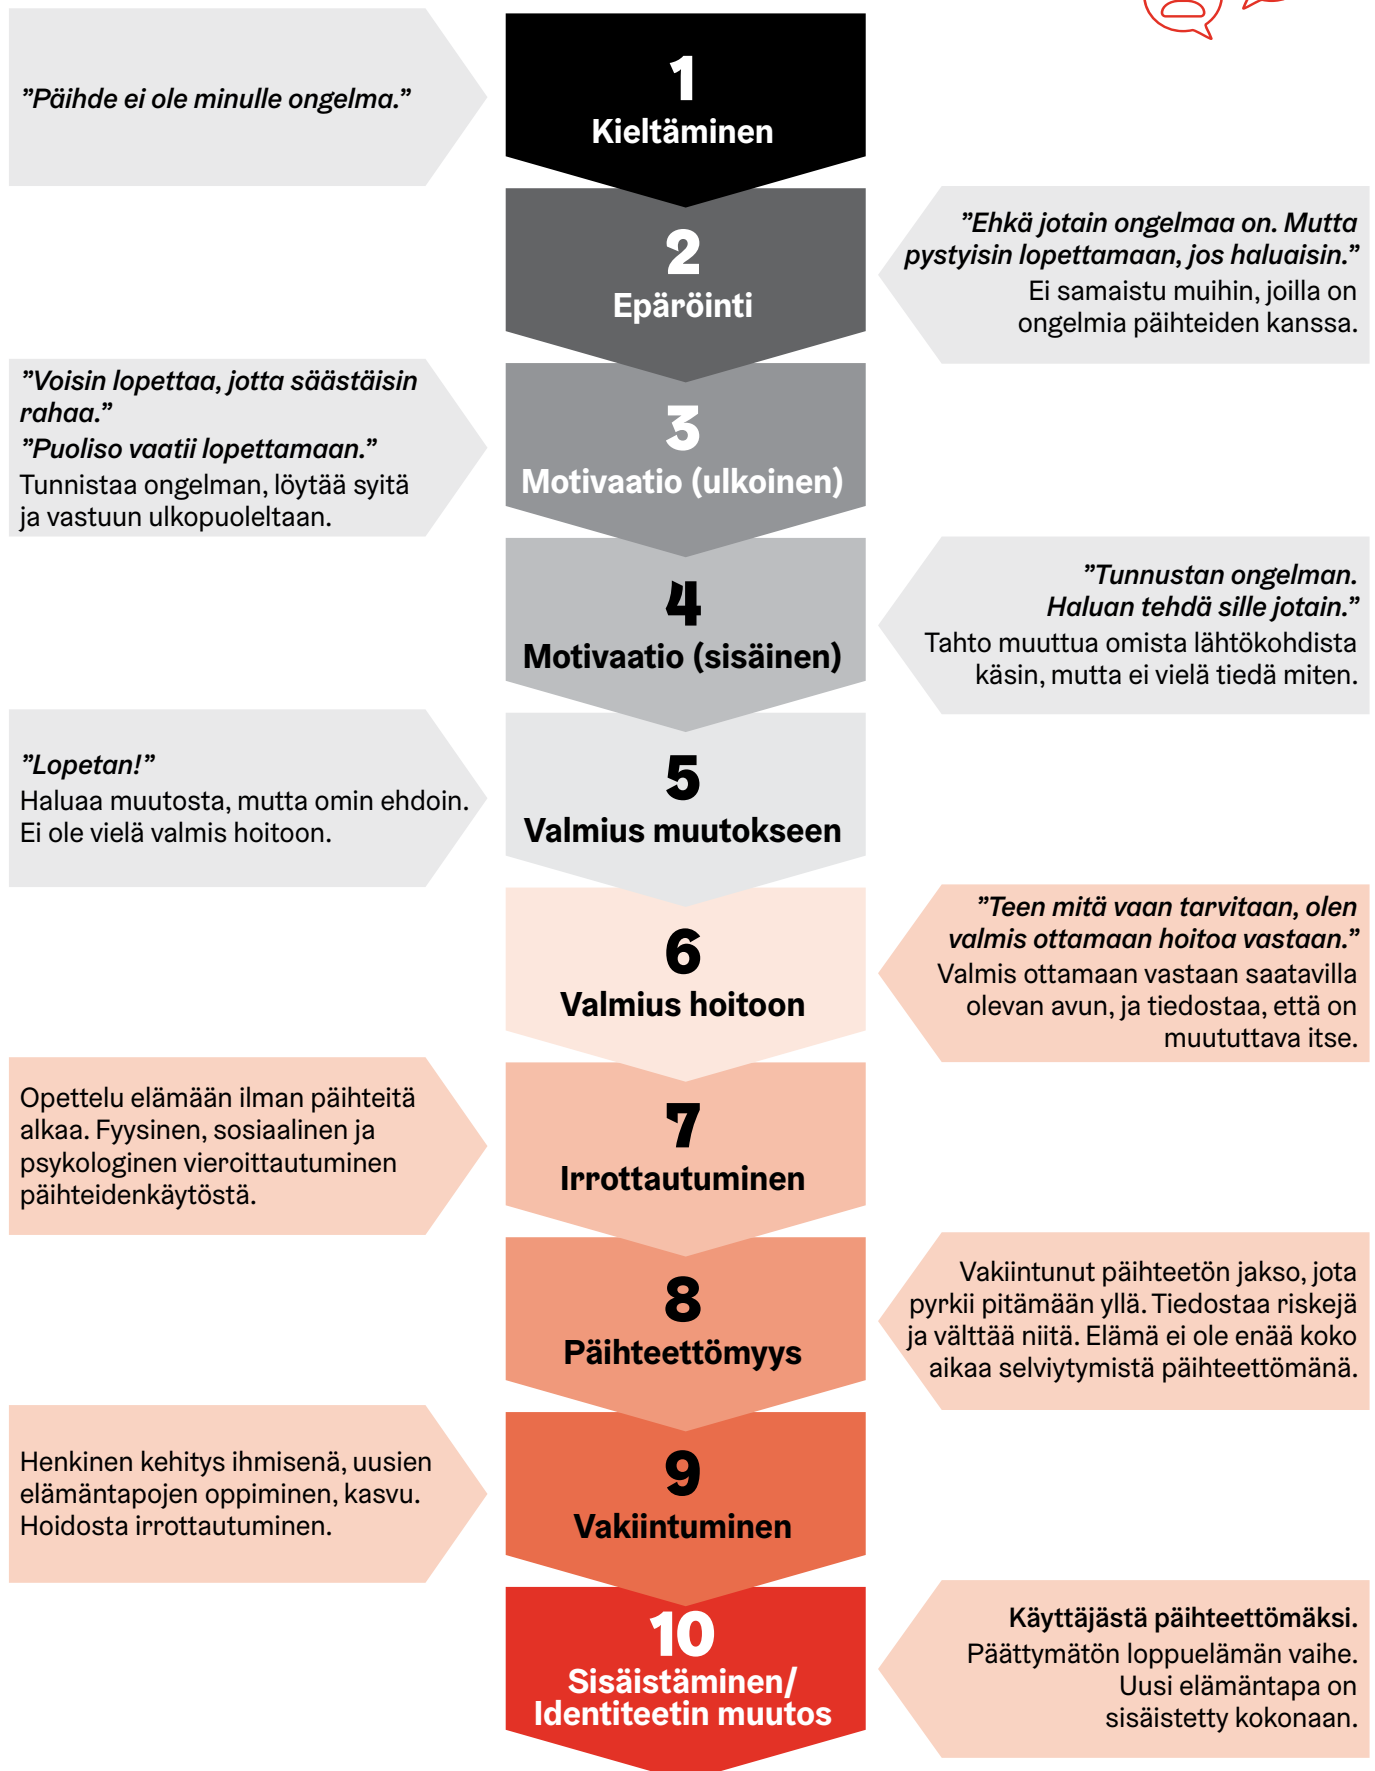 1
Kieltäminen
”Päihde ei ole minulle ongelma.”
2
Epäröinti
”Ehkä jotain ongelmaa on. Mutta
pystyisin lopettamaan, jos haluaisin.”
Ei samaistu muihin, joilla on
ongelmia päihteiden kanssa.
3
Motivaatio (ulkoinen)
”Voisin lopettaa, jotta säästäisin
rahaa.”
”Puoliso vaatii lopettamaan.”
Tunnistaa ongelman, löytää syitä
ja vastuun ulkopuoleltaan.
4
Motivaatio (sisäinen)
”Tunnustan ongelman.
Haluan tehdä sille jotain.”
Tahto muuttua omista lähtökohdista
käsin, mutta ei vielä tiedä miten.
5
Valmius muutokseen
”Lopetan!”
Haluaa muutosta, mutta omin ehdoin.
Ei ole vielä valmis hoitoon.
6
Valmius hoitoon
”Teen mitä vaan tarvitaan, olen
valmis ottamaan hoitoa vastaan.”
Valmis ottamaan vastaan saatavilla
olevan avun, ja tiedostaa, että on
muututtava itse.
7
Irrottautuminen
Opettelu elämään ilman päihteitä
alkaa. Fyysinen, sosiaalinen ja
psykologinen vieroittautuminen
päihteidenkäytöstä.
8
Päihteettömyys
Vakiintunut päihteetön jakso, jota
pyrkii pitämään yllä. Tiedostaa riskejä
ja välttää niitä. Elämä ei ole enää koko
aikaa selviytymistä päihteettömänä.
9
Vakiintuminen
Henkinen kehitys ihmisenä, uusien
elämäntapojen oppiminen, kasvu.
Hoidosta irrottautuminen.
10
Sisäistäminen/
Identiteetin muutos
Käyttäjästä päihteettömäksi.
Päättymätön loppuelämän vaihe.
Uusi elämäntapa on
sisäistetty kokonaan.